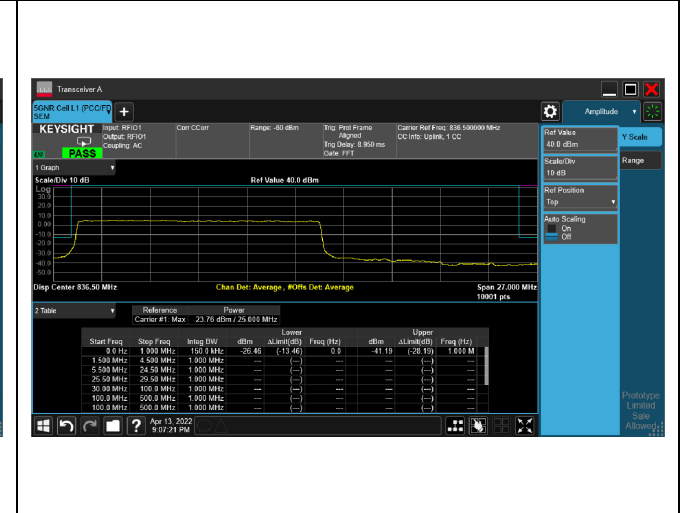 Transceiver A
5GNR Cell L1 (PCC/FD
SEM
KEYSIGHT
Input: RFIO1
Output: RFIO1
Coupling: AC
Corr CCorr
Range: -60 dBm
Trig: Prot Frame
Aligned
Trig Delay: 8.950 ms
Gate: FFT
Carrier Ref Freq: 836.500000 MHz
CC Info: Uplink, 1 CC
PASS
1 Graph
Scale/Div 10 dB
Ref Value 40.0 dBm
Log
30.0
20.0
10.0
0.00
-10.0
-20.0
-30.0
-40.0
-50.0
Disp Center 836.50 MHz
Chan Det: Average , #Offs Det: Average
Span 27.000 MHz
10001 pts
2 Table
Reference Power
Carrier #1: Max 23.76 dBm / 25.000 MHz
Lower Upper
Start Freq Stop Freq Integ BW dBm ΔLimit(dB) Freq (Hz) dBm ΔLimit(dB) Freq (Hz)
0.0 Hz 1.000 MHz 150.0 kHz -26.46 (-13.46) 0.0 -41.19 (-28.19) 1.000 M
1.500 MHz 4.500 MHz 1.000 MHz --- (---) --- --- (---) ---
5.500 MHz 24.50 MHz 1.000 MHz --- (---) --- --- (---) ---
25.50 MHz 29.50 MHz 1.000 MHz --- (---) --- --- (---) ---
30.00 MHz 100.0 MHz 1.000 MHz --- (---) --- --- (---) ---
100.0 MHz 500.0 MHz 1.000 MHz --- (---) --- --- (---) ---
100.0 MHz 500.0 MHz 1.000 MHz --- (---) --- --- (---) ---
Apr 13, 2022
9:07:21 PM
Amplitude
Ref Value
40.0 dBm
Scale/Div
10 dB
Ref Position
Top
Auto Scaling
On
Off
Y Scale
Range
Prototype
Limited
Sale
Allowed